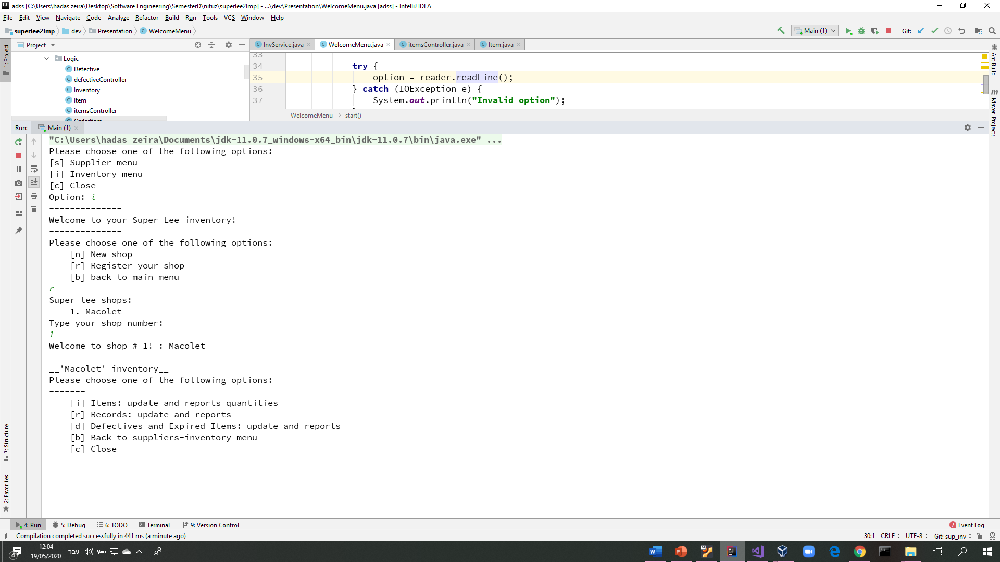 adss [C:\Users\hadas zeira\Desktop\Software Engineering\SemesterD\nituz\superlee2Imp] - ...\dev\Presentation\WelcomeMenu.java [adss] - IntelliJ IDEA
File Edit View Navigate Code Analyze Refactor Build Run Tools VCS Window Help
superlee2Imp dev Presentation WelcomeMenu Main (1) Git:
Project InvService.java WelcomeMenu.java itemsController.java Item.java
1: Project
Logic
Defective
defectiveController
Inventory
Item
itemsController
33
34 try {
35 option = reader.readLine();
36 } catch (IOException e) {
37 System.out.println("Invalid option");
WelcomeMenu start()
Ant Build
Maven Projects
Run: Main (1)
"C:\Users\hadas zeira\Documents\jdk-11.0.7_windows-x64_bin\jdk-11.0.7\bin\java.exe" ...
Please choose one of the following options:
[s] Supplier menu
[i] Inventory menu
[c] Close
Option: i
--------------
Welcome to your Super-Lee inventory!
--------------
Please choose one of the following options:
[n] New shop
[r] Register your shop
[b] back to main menu
r
Super lee shops:
1. Macolet
Type your shop number:
1
Welcome to shop # 1! : Macolet
__'Macolet' inventory__
Please choose one of the following options:
-------
[i] Items: update and reports quantities
[r] Records: update and reports
[d] Defectives and Expired Items: update and reports
[b] Back to suppliers-inventory menu
[c] Close
7: Structure
2: Favorites
4: Run 5: Debug 6: TODO Terminal 9: Version Control 7 Event Log
Compilation completed successfully in 441 ms (a minute ago) 30:1 CRLF UTF-8 Git: sup_inv
4 12:04 עבר
19/05/2020